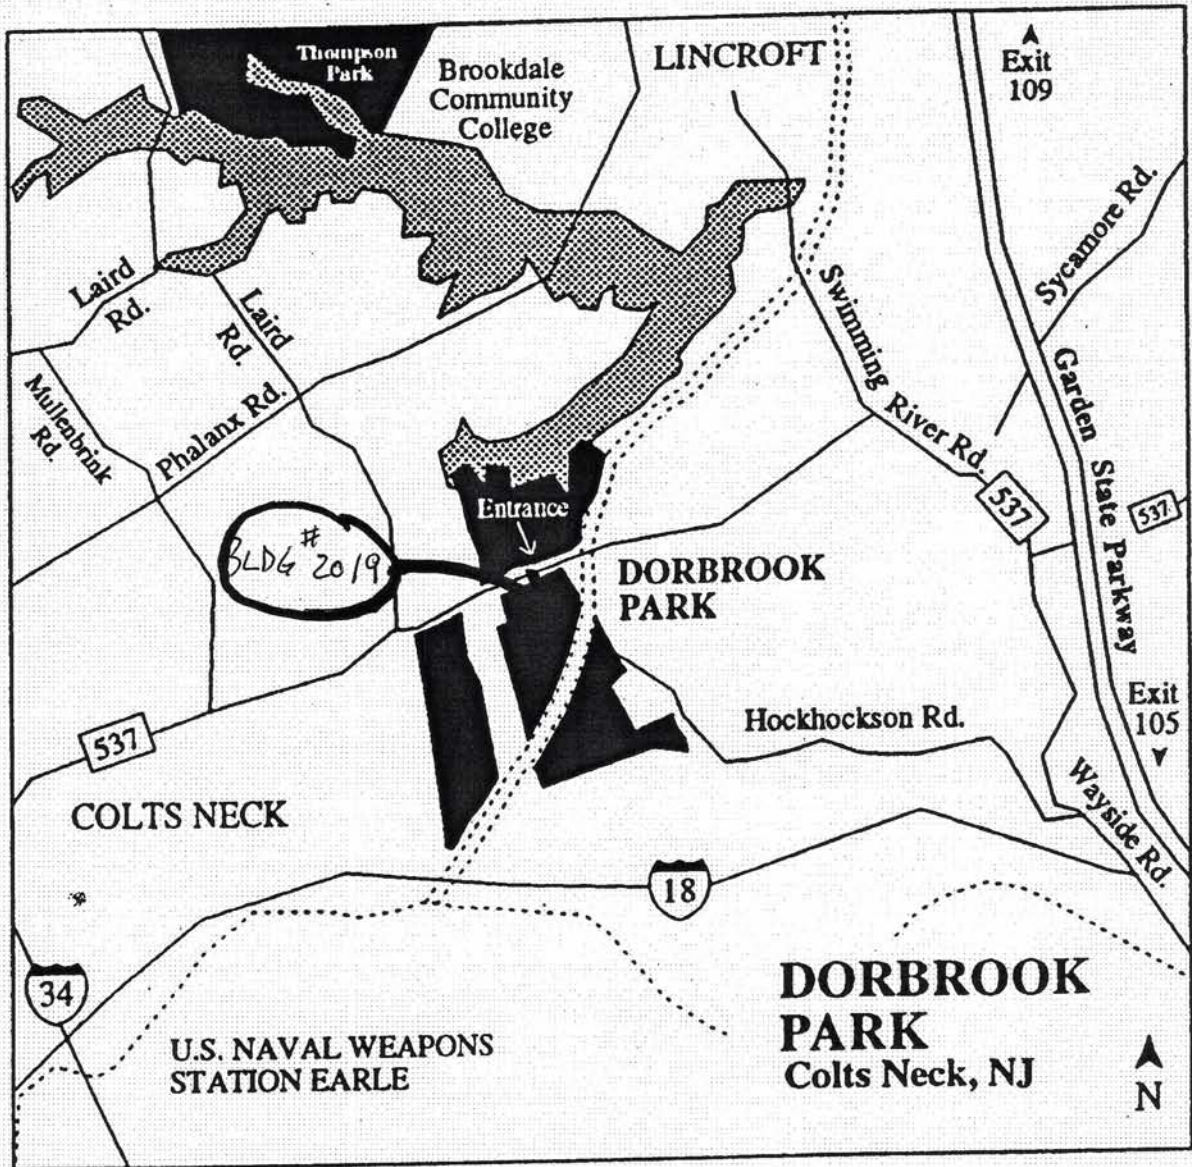 Thompson
Park
Brookdale
Community
College
LINCROFT
Exit
109
Sycamore Rd.
Laird
Rd.
Laird
Rd.
Swimming River Rd.
Mullenbrink
Rd.
Phalanx Rd.
Garden State Parkway
537
537
Entrance
BLDG # 2019
DORBROOK
PARK
Hockhockson Rd.
Exit
105
537
COLTS NECK
Wayside Rd.
18
34
U.S. NAVAL WEAPONS
STATION EARLE
DORBROOK
PARK
Colts Neck, NJ
N